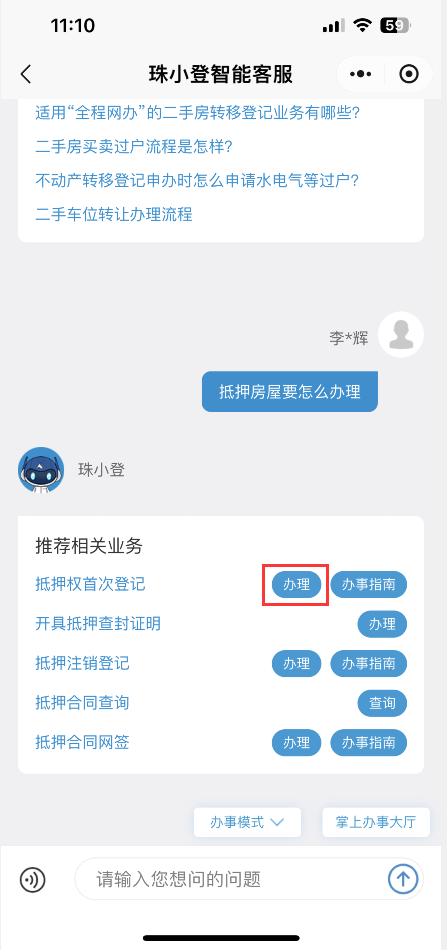 11:10
59
珠小登智能客服
适用“全程网办”的二手房转移登记业务有哪些?
二手房买卖过户流程是怎样?
不动产转移登记申办时怎么申请水电气等过户?
二手车位转让办理流程
李*辉
抵押房屋要怎么办理
珠小登
推荐相关业务
抵押权首次登记 办理 办事指南
开具抵押查封证明 办理
抵押注销登记 办理 办事指南
抵押合同查询 查询
抵押合同网签 办理 办事指南
办事模式 掌上办事大厅
请输入您想问的问题